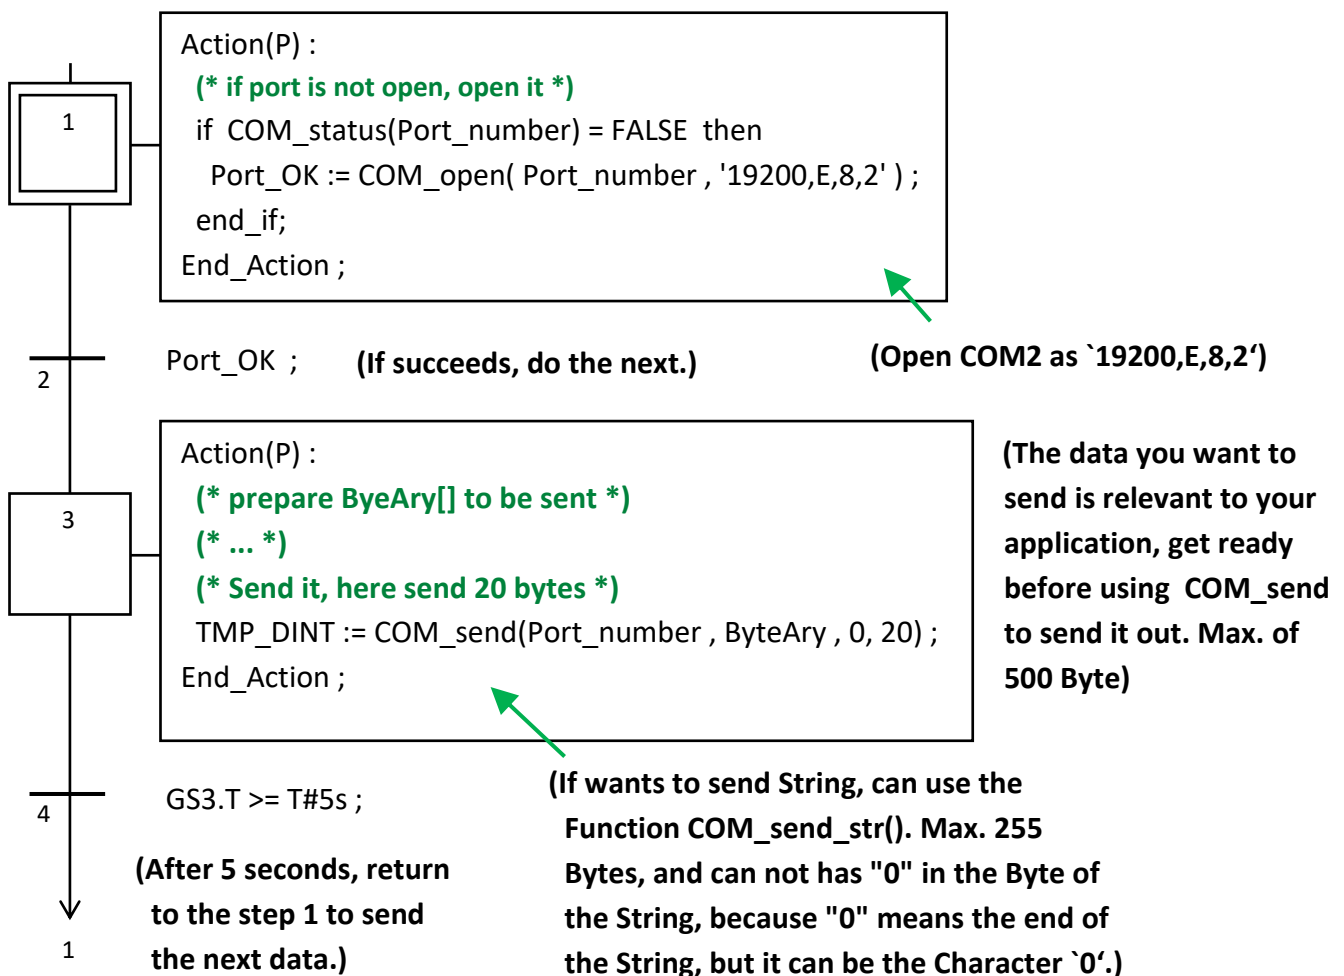 Action(P) :
(* if port is not open, open it *)
1
if COM_status(Port_number) = FALSE then
Port_OK := COM_open( Port_number , '19200,E,8,2' ) ;
end_if;
End_Action ;
2
Port_OK ;
(If succeeds, do the next.)
(Open COM2 as `19200,E,8,2‘)
Action(P) :
(* prepare ByeAry[] to be sent *)
3
(* ... *)
(* Send it, here send 20 bytes *)
TMP_DINT := COM_send(Port_number , ByteAry , 0, 20) ;
End_Action ;
(The data you want to
send is relevant to your
application, get ready
before using COM_send
to send it out. Max. of
500 Byte)
4
GS3.T >= T#5s ;
(After 5 seconds, return
to the step 1 to send
the next data.)
1
(If wants to send String, can use the
Function COM_send_str(). Max. 255
Bytes, and can not has "0" in the Byte of
the String, because "0" means the end of
the String, but it can be the Character `0‘.)